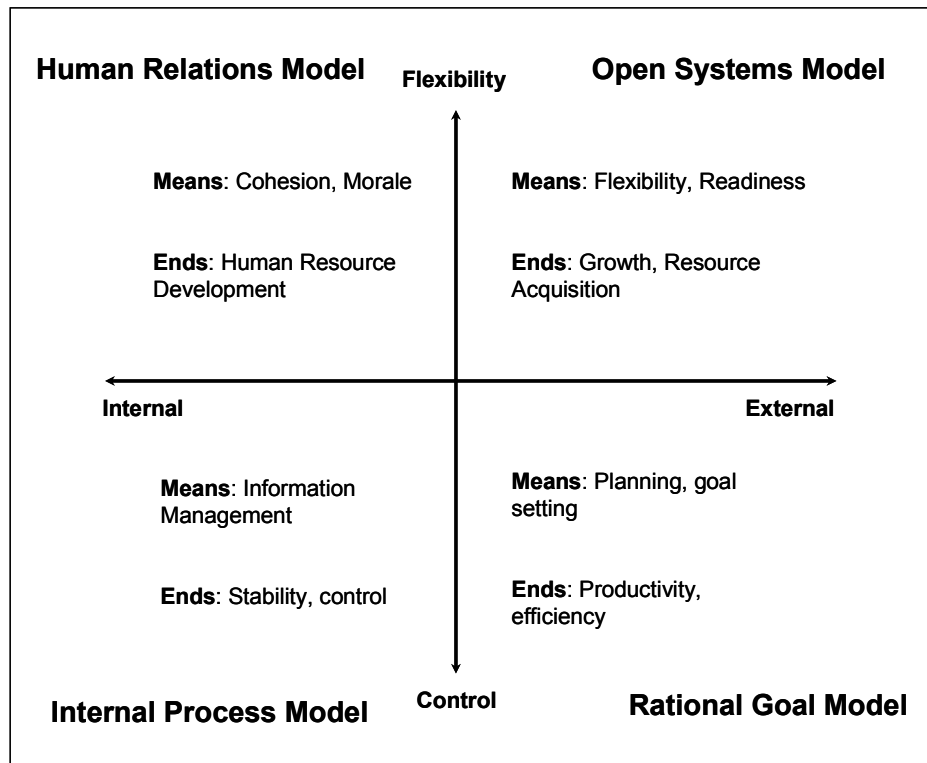 Human Relations Model
Flexibility
Open Systems Model
Means: Cohesion, Morale
Ends: Human Resource
Development
Means: Flexibility, Readiness
Ends: Growth, Resource
Acquisition
Internal
External
Means: Information
Management
Ends: Stability, control
Means: Planning, goal
setting
Ends: Productivity,
efficiency
Internal Process Model
Control
Rational Goal Model